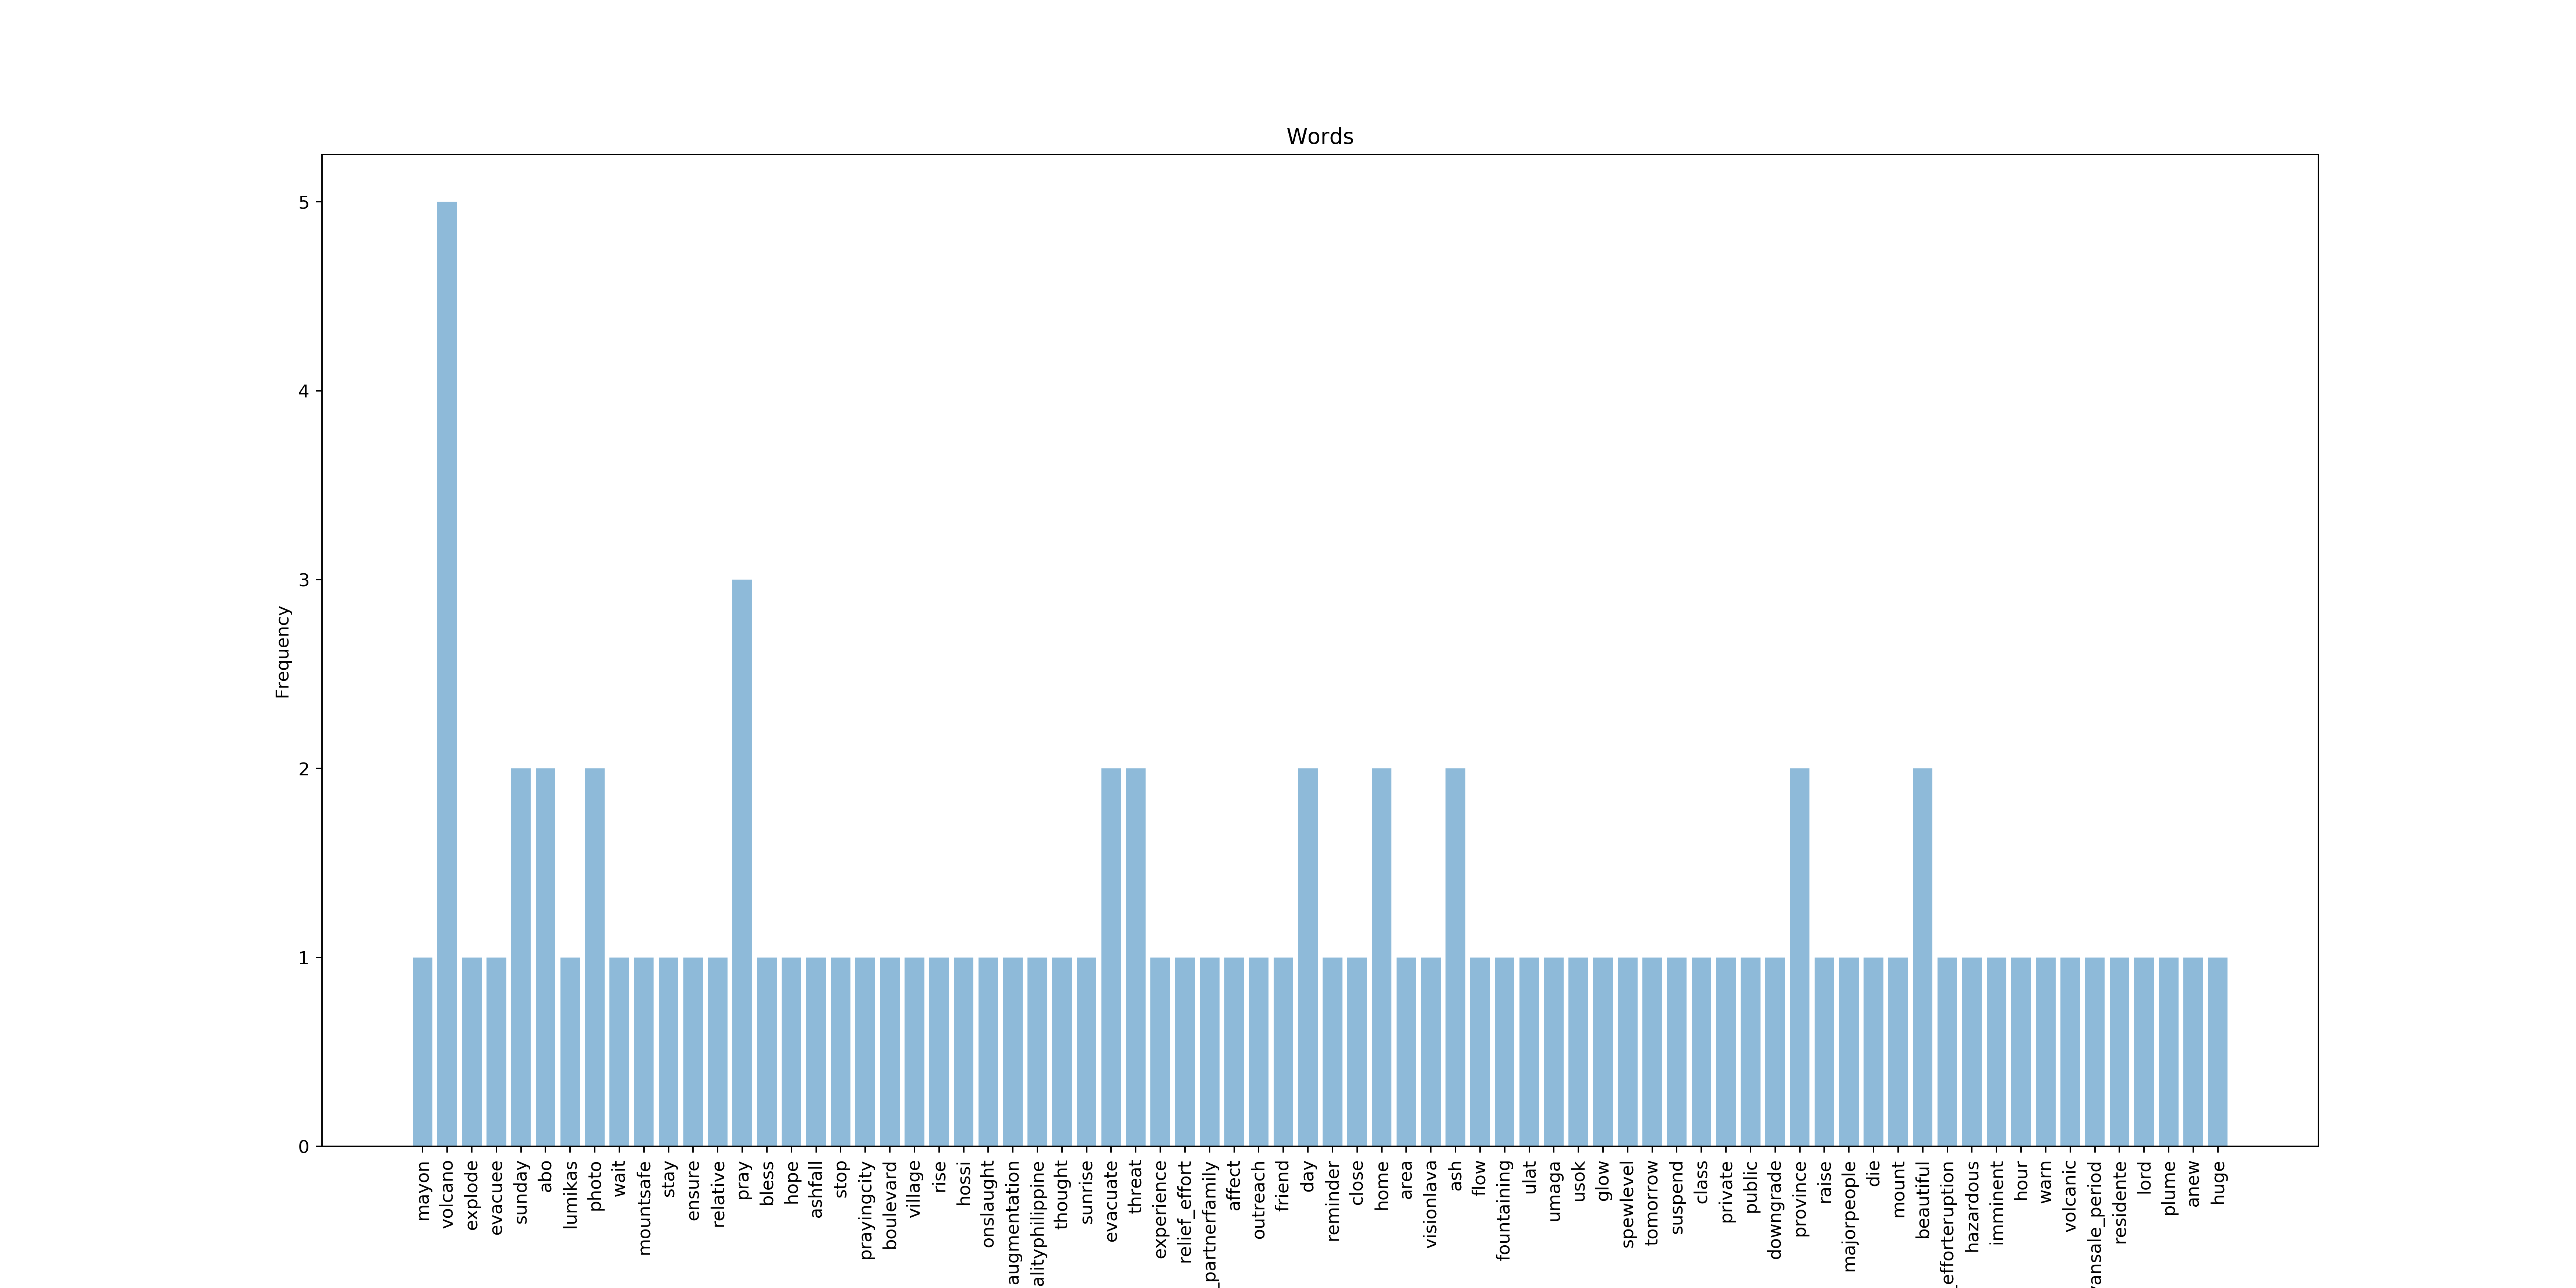 Words
Frequency
5
4
3
2
1
0
mayon
volcano
explode
evacuee
sunday
abo
lumikas
photo
wait
mountsafe
stay
ensure
relative
pray
bless
hope
ashfall
stop
prayingcity
boulevard
village
rise
hossi
onslaught
augmentation
alityphilippine
thought
sunrise
evacuate
threat
experience
relief_effort
_partnerfamily
affect
outreach
friend
day
reminder
close
home
area
visionlava
ash
flow
fountaining
ulat
umaga
usok
glow
spewlevel
tomorrow
suspend
class
private
public
downgrade
province
raise
majorpeople
die
mount
beautiful
_efforteruption
hazardous
imminent
hour
warn
volcanic
ansale_period
residente
lord
plume
anew
huge